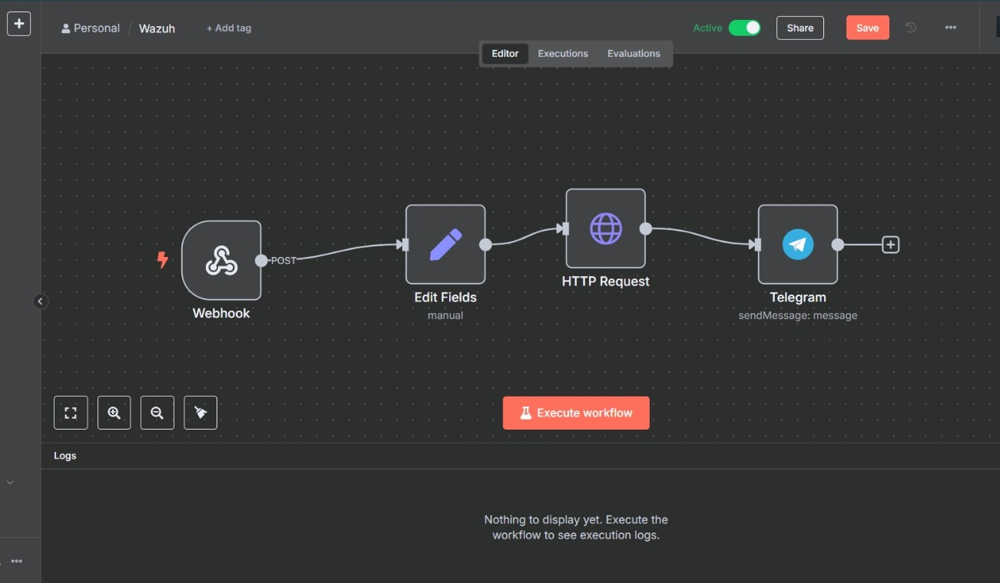 Personal / Wazuh + Add tag
Active Share Save
Editor Executions Evaluations
POST
Webhook
Edit Fields
manual
HTTP Request
Telegram
sendMessage: message
Execute workflow
Logs
Nothing to display yet. Execute the
workflow to see execution logs.